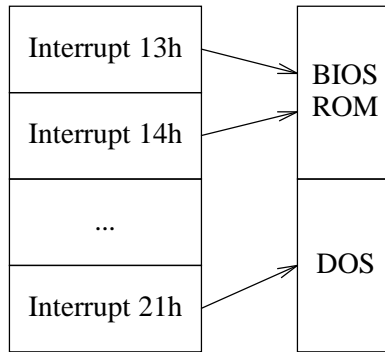 Interrupt 13h
Interrupt 14h
...
Interrupt 21h
BIOS
ROM
DOS